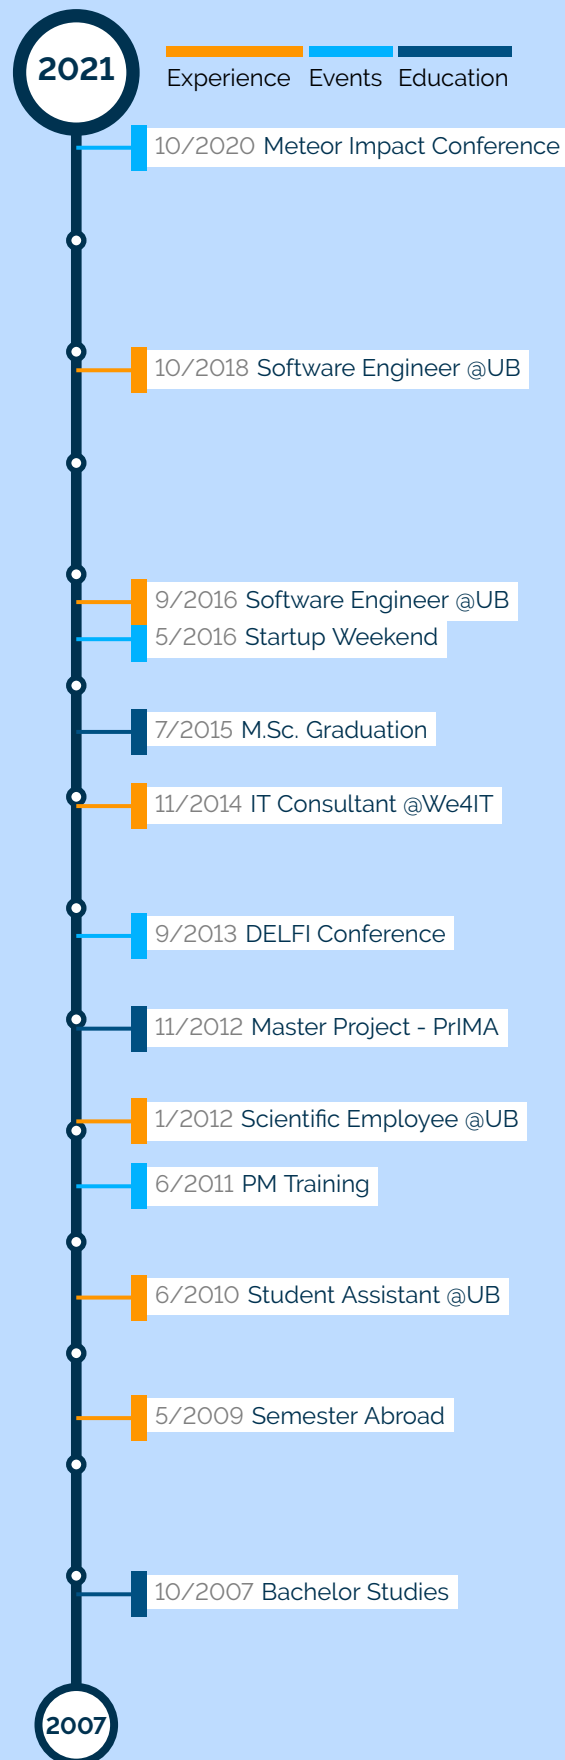 2021
Experience Events Education
10/2020 Meteor Impact Conference
10/2018 Software Engineer @UB
9/2016 Software Engineer @UB
5/2016 Startup Weekend
7/2015 M.Sc. Graduation
11/2014 IT Consultant @We4IT
9/2013 DELFI Conference
11/2012 Master Project - PrIMA
1/2012 Scientific Employee @UB
6/2011 PM Training
6/2010 Student Assistant @UB
5/2009 Semester Abroad
10/2007 Bachelor Studies
2007